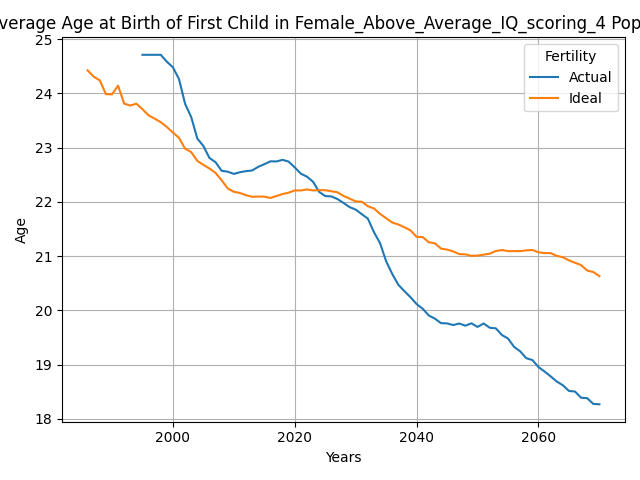 verage Age at Birth of First Child in Female_Above_Average_IQ_scoring_4 Pop
25
24
23
22
21
20
19
18
Age
Fertility
Actual
Ideal
2000 2020 2040 2060
Years